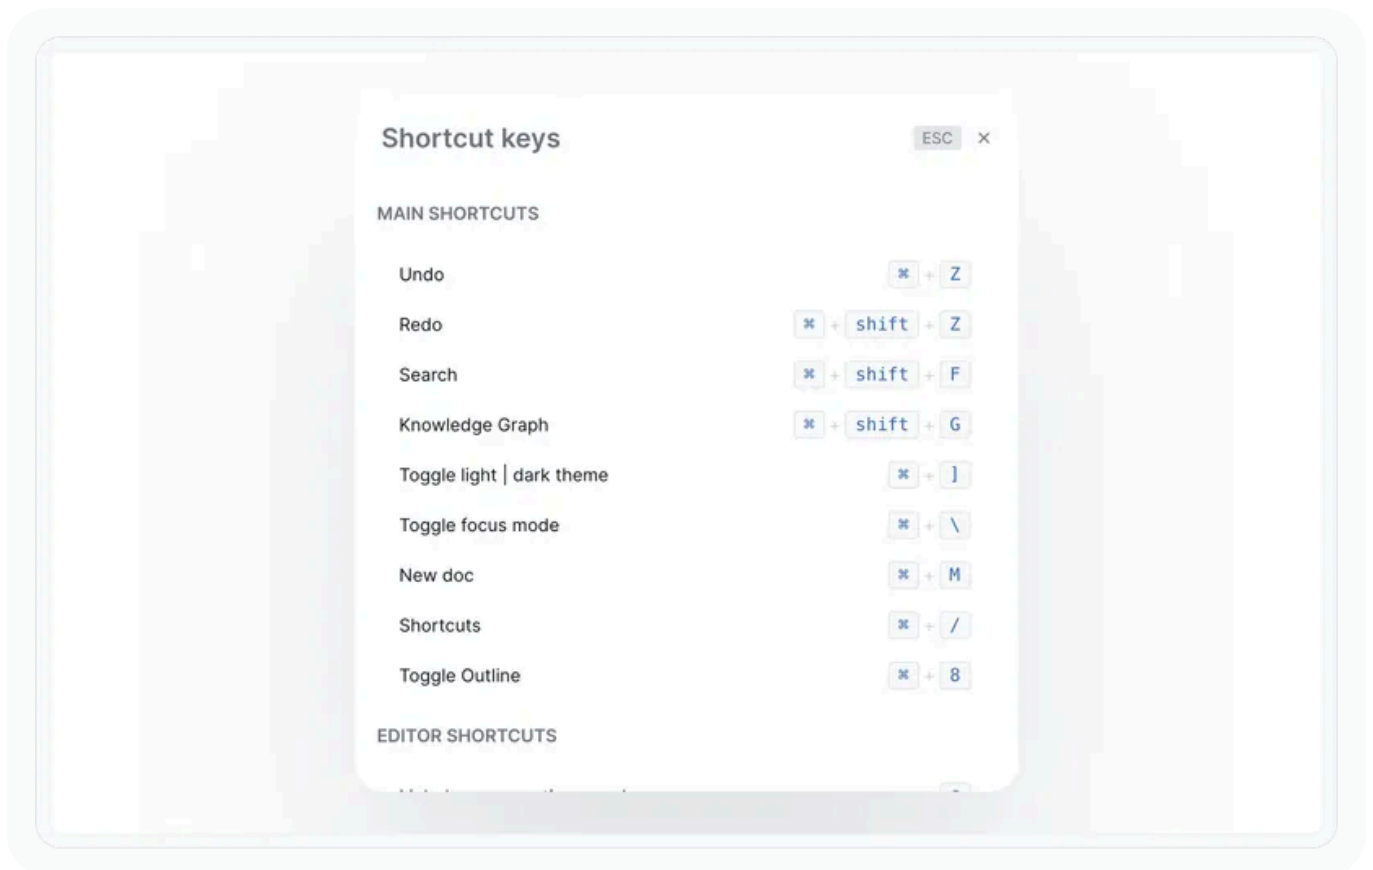 Shortcut keys ESC ×
MAIN SHORTCUTS
Undo ⌘ + Z
Redo ⌘ + shift + Z
Search ⌘ + shift + F
Knowledge Graph ⌘ + shift + G
Toggle light | dark theme ⌘ + ]
Toggle focus mode ⌘ + \
New doc ⌘ + M
Shortcuts ⌘ + /
Toggle Outline ⌘ + 8
EDITOR SHORTCUTS